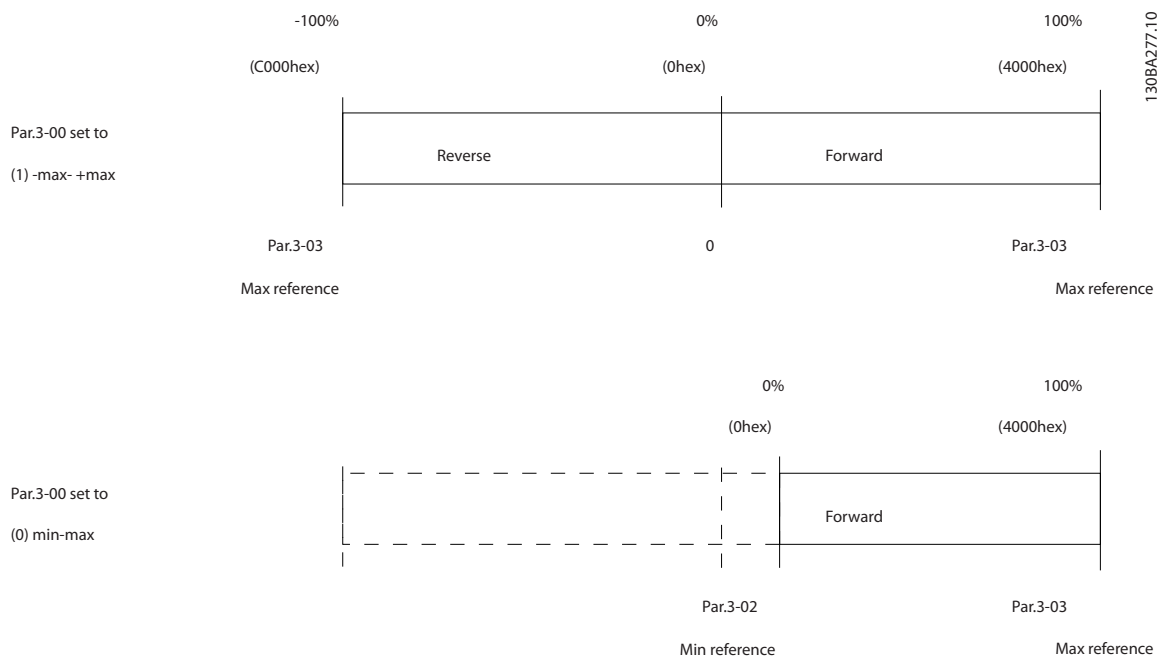 -100% 0% 100%
(C000hex) (0hex) (4000hex)
130BA277.10
Par.3-00 set to
(1) -max- +max
Reverse Forward
Par.3-03 0 Par.3-03
Max reference Max reference
0% 100%
(0hex) (4000hex)
Par.3-00 set to
(0) min-max
Forward
Par.3-02 Par.3-03
Min reference Max reference